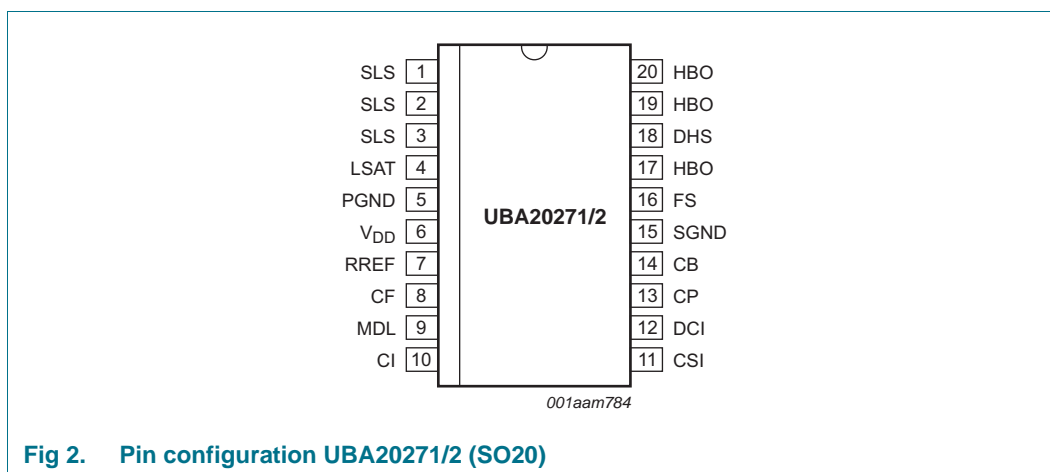 SLS 1 20 HBO
SLS 2 19 HBO
SLS 3 18 DHS
LSAT 4 17 HBO
PGND 5 16 FS
UBA20271/2
VDD 6 15 SGND
RREF 7 14 CB
CF 8 13 CP
MDL 9 12 DCI
CI 10 11 CSI
001aam784
Fig 2. Pin configuration UBA20271/2 (SO20)